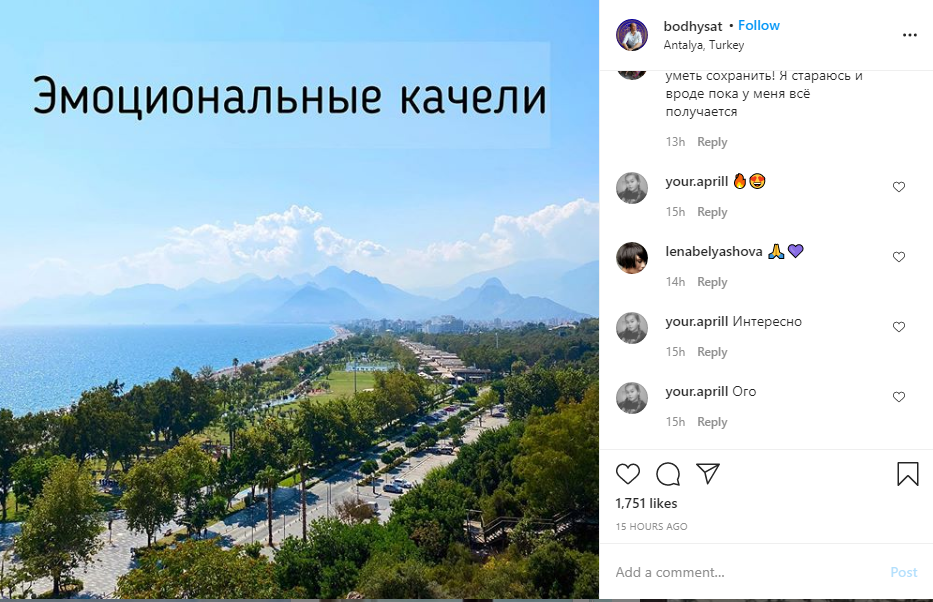 Эмоциональные качели
bodhysat • Follow
Antalya, Turkey
уметь сохранить! Я стараюсь и
вроде пока у меня всё
получается
13h Reply
your.aprill 🔥😍
15h Reply
lenabelyashova 🙏💜
14h Reply
your.aprill Интересно
15h Reply
your.aprill Ого
15h Reply
1,751 likes
15 HOURS AGO
Add a comment... Post